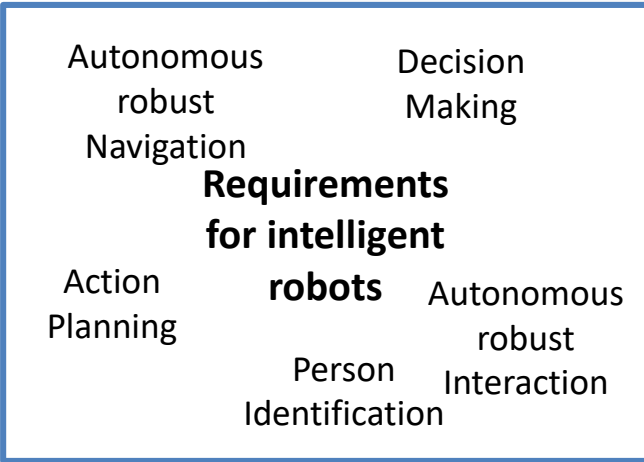 Autonomous
robust
Navigation
Decision
Making
Requirements
for intelligent
robots
Action
Planning
Autonomous
robust
Interaction
Person
Identification